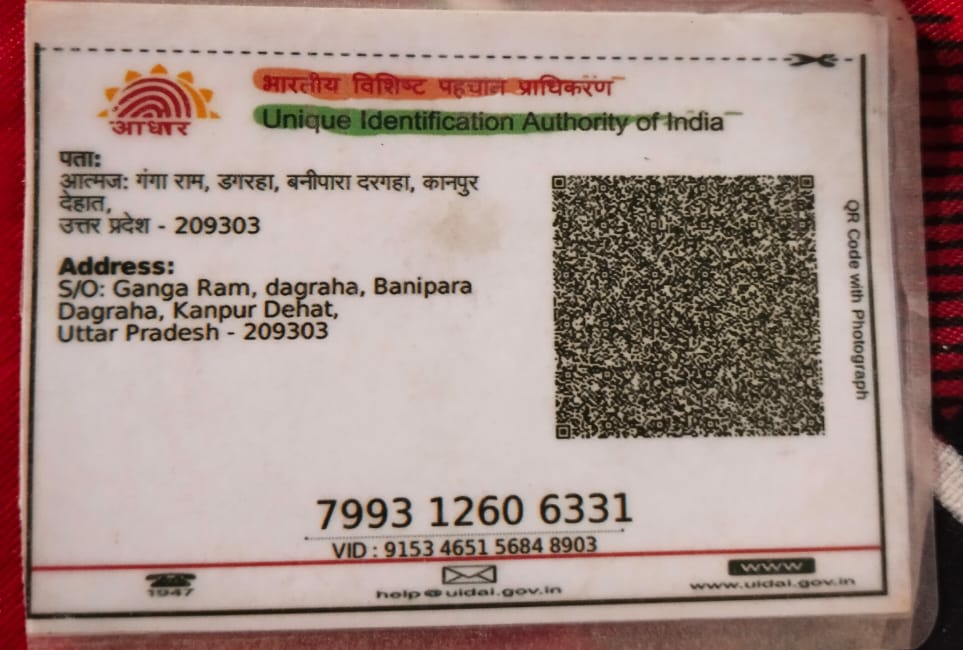 भारतीय विशिष्ट पहचान प्राधिकरण
आधार
Unique Identification Authority of India
पता:
आत्मज: गंगा राम, डगरहा, बनीपारा दरगहा, कानपुर
देहात,
उत्तर प्रदेश - 209303
Address:
S/O: Ganga Ram, dagraha, Banipara
Dagraha, Kanpur Dehat,
Uttar Pradesh - 209303
QR Code with Photograph
7993 1260 6331
VID : 9153 4651 5684 8903
1947
help@uidai.gov.in
WWW
www.uidai.gov.in